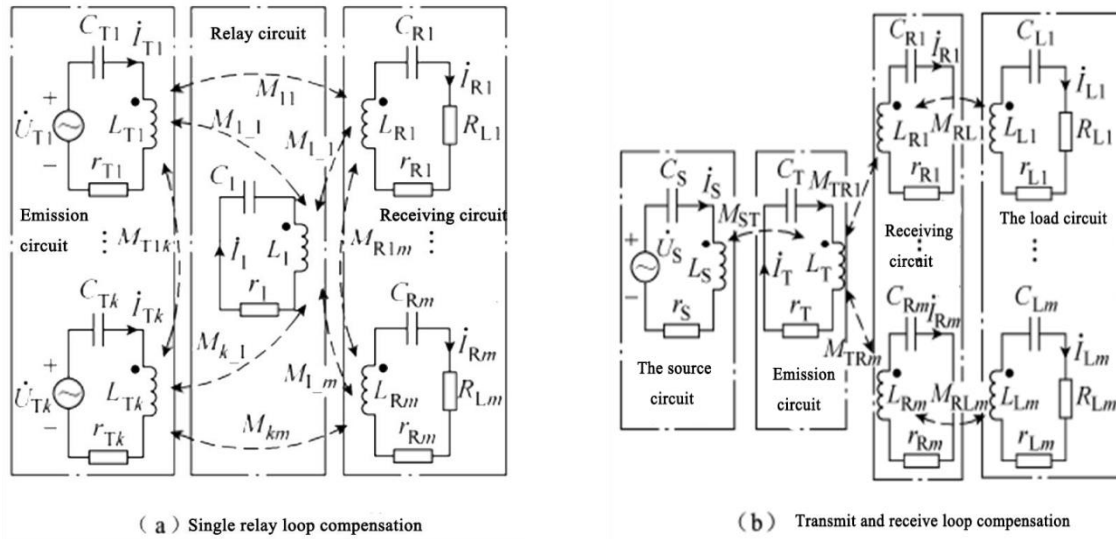 C_T1
İ_T1
U̇_T1
+
−
L_T1
r_T1
Emission
circuit
⋮
M_T1k
C_Tk
İ_Tk
U̇_Tk
+
−
L_Tk
r_Tk
Relay circuit
M_11
M_1_1
M_1_1
C_1
İ_1
L_1
r_1
M_k_1
M_1_m
M_km
C_R1
İ_R1
L_R1
R_L1
r_R1
Receiving circuit
M_R1m
⋮
C_Rm
İ_Rm
L_Rm
R_Lm
r_Rm
(a) Single relay loop compensation
C_S
İ_S
+
U̇_S
−
L_S
r_S
M_ST
The source
circuit
C_T
M_TR1
İ_T
L_T
r_T
M_TRm
Emission
circuit
C_R1
İ_R1
L_R1
M_RL1
r_R1
Receiving
circuit
⋮
C_Rm
İ_Rm
L_Rm
M_RLm
r_Rm
C_L1
İ_L1
L_L1
R_L1
r_L1
The load circuit
⋮
C_Lm
İ_Lm
L_Lm
R_Lm
r_Lm
(b) Transmit and receive loop compensation